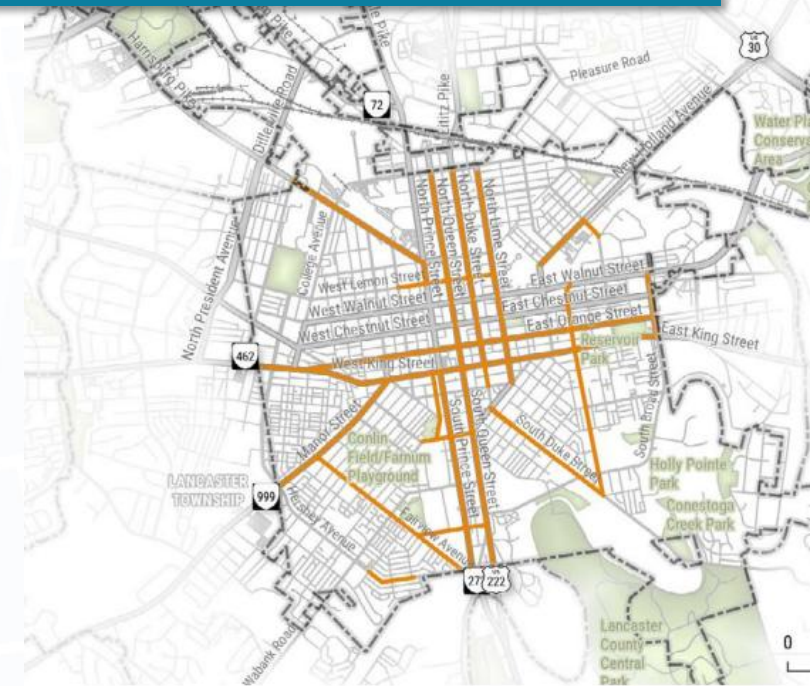 Harrisburg Pike
Dillerville Road
72
Lititz Pike
Pleasure Road
US
30
New Holland Avenue
Area
North President Avenue
College Avenue
North Prince Street
North Queen Street
North Duke Street
North Lime Street
West Lemon Street
West Walnut Street
West Chestnut Street
East Walnut Street
East Chestnut Street
East Orange Street
East King Street
Reservoir
Park
462
West King Street
Manor Street
Conlin
Field/Farnum
Playground
South Prince Street
South Queen Street
South Duke Street
South Broad Street
Holly Pointe
Park
Conestoga
Creek Park
LANCASTER
TOWNSHIP
999
Hershey Avenue
Fairview Avenue
222
Wabank Road
Lancaster
County
Central
Park
0